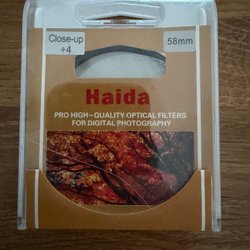 Close-up
+4
58mm
Haida
PRO HIGH-QUALITY OPTICAL FILTERS
FOR DIGITAL PHOTOGRAPHY